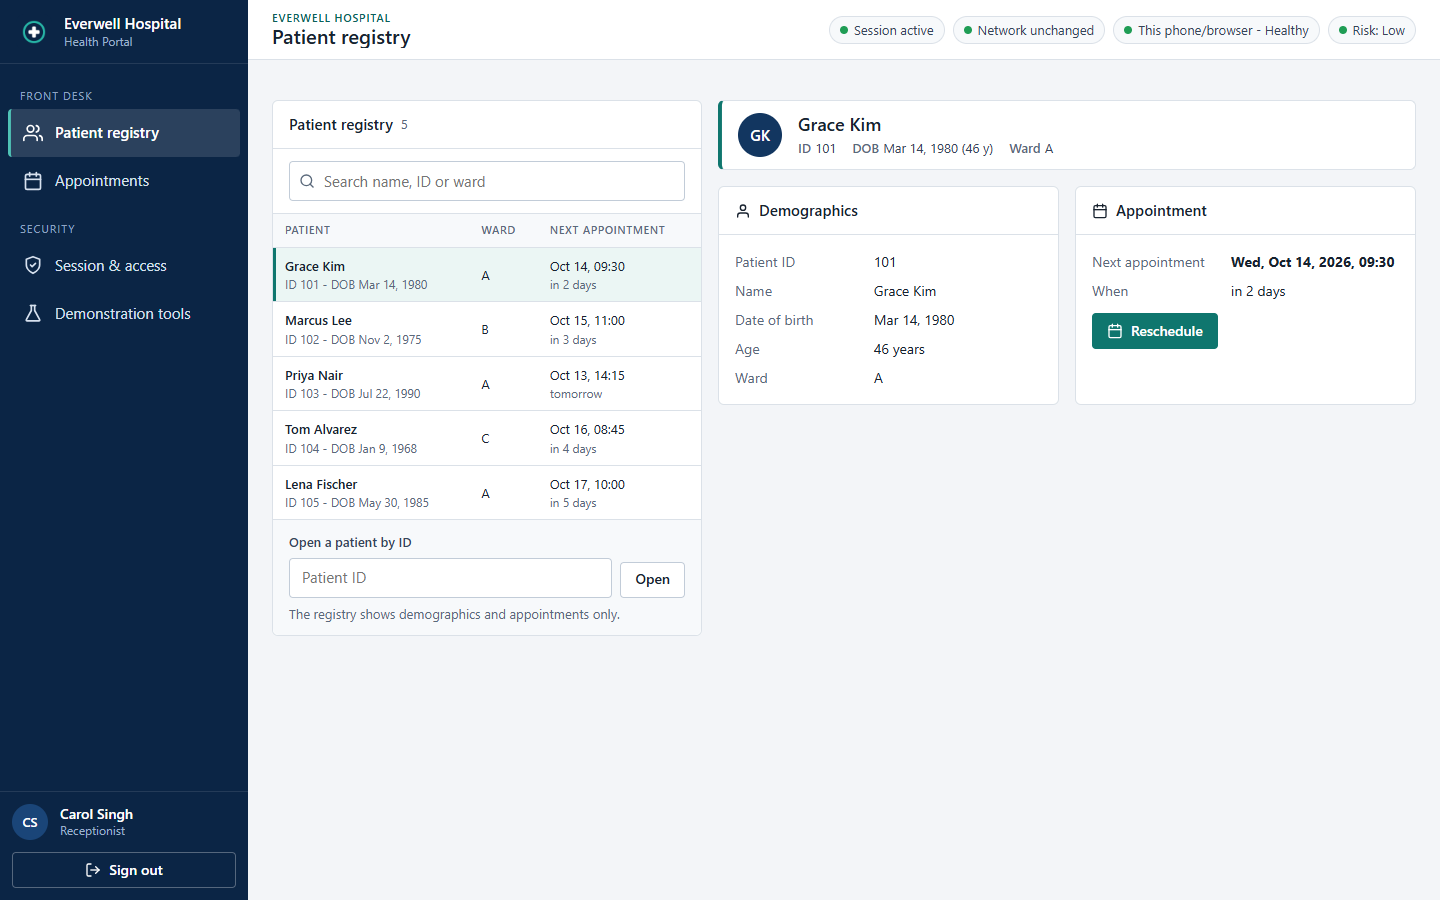 Everwell Hospital
Health Portal
FRONT DESK
Patient registry
Appointments
SECURITY
Session & access
Demonstration tools
CS
Carol Singh
Receptionist
Sign out
EVERWELL HOSPITAL
Patient registry
Session active
Network unchanged
This phone/browser - Healthy
Risk: Low
Patient registry 5
Search name, ID or ward
PATIENT WARD NEXT APPOINTMENT
Grace Kim
ID 101 - DOB Mar 14, 1980
A
Oct 14, 09:30
in 2 days
Marcus Lee
ID 102 - DOB Nov 2, 1975
B
Oct 15, 11:00
in 3 days
Priya Nair
ID 103 - DOB Jul 22, 1990
A
Oct 13, 14:15
tomorrow
Tom Alvarez
ID 104 - DOB Jan 9, 1968
C
Oct 16, 08:45
in 4 days
Lena Fischer
ID 105 - DOB May 30, 1985
A
Oct 17, 10:00
in 5 days
Open a patient by ID
Patient ID
Open
The registry shows demographics and appointments only.
GK
Grace Kim
ID 101 DOB Mar 14, 1980 (46 y) Ward A
Demographics
Patient ID 101
Name Grace Kim
Date of birth Mar 14, 1980
Age 46 years
Ward A
Appointment
Next appointment Wed, Oct 14, 2026, 09:30
When in 2 days
Reschedule